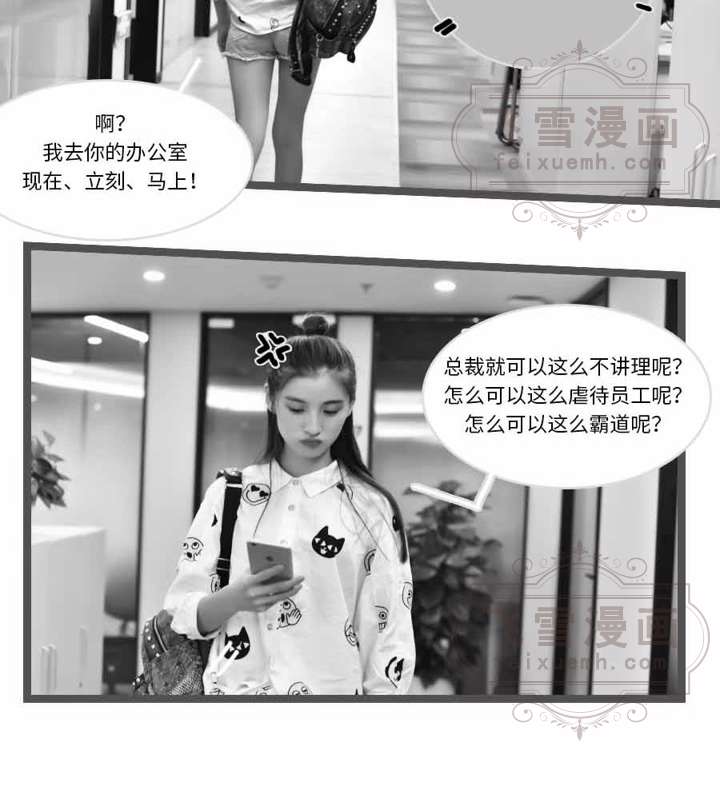 飞雪漫画
feixuemh.com
啊？
我去你的办公室
现在、立刻、马上！
总裁就可以这么不讲理呢？
怎么可以这么虐待员工呢？
怎么可以这么霸道呢？
飞雪漫画
feixuemh.com